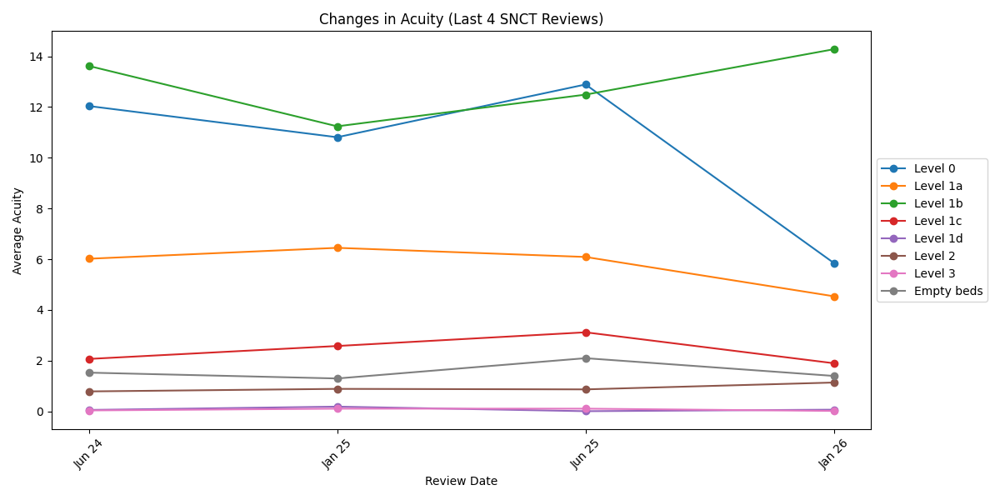 Changes in Acuity (Last 4 SNCT Reviews)
Average Acuity
14
12
10
8
6
4
2
0
Jun 24
Jan 25
Jun 25
Jan 26
Review Date
Level 0
Level 1a
Level 1b
Level 1c
Level 1d
Level 2
Level 3
Empty beds